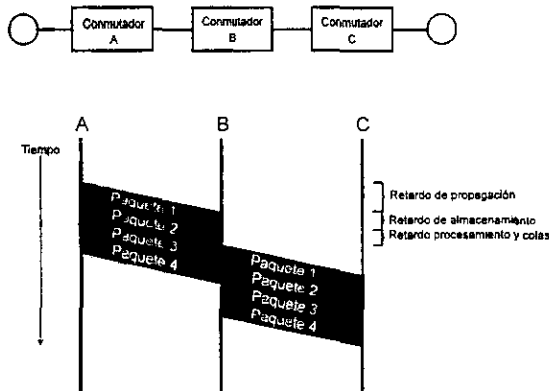 Conmutador
A
Conmutador
B
Conmutador
C
A
B
C
Tiempo
Paquete 1
Paquete 2
Paquete 3
Paquete 4
Paquete 1
Paquete 2
Paquete 3
Paquete 4
Retardo de propagación
Retardo de almacenamiento
Retardo procesamiento y colas